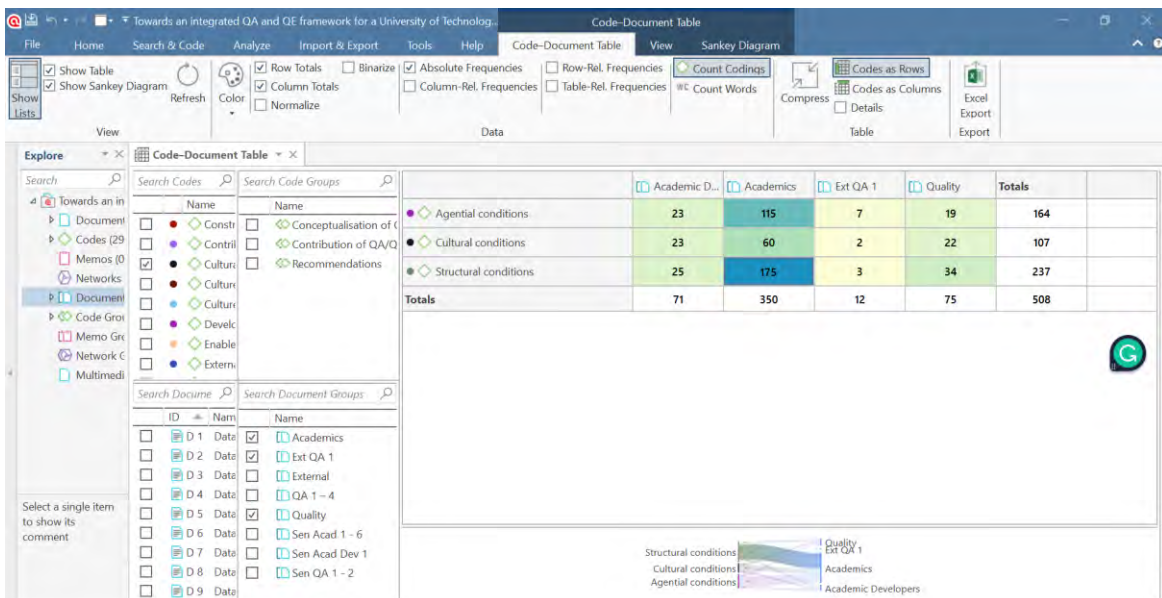 Towards an integrated QA and QE framework for a University of Technolog...
Code–Document Table
File Home Search & Code Analyze Import & Export Tools Help Code–Document Table View Sankey Diagram
Show Lists
Show Table
Show Sankey Diagram
Refresh
View
Color
Row Totals Binarize
Column Totals
Normalize
Absolute Frequencies Row-Rel. Frequencies Count Codings
Column-Rel. Frequencies Table-Rel. Frequencies Count Words
Data
Compress
Codes as Rows
Codes as Columns
Details
Table
Excel Export
Export
Explore
Code–Document Table
Search
Towards an in
Document
Codes (29
Memos (0
Networks
Document
Code Grou
Memo Gro
Network G
Multimedi
Select a single item
to show its
comment
Search Codes
Name
Constr
Contril
Cultura
Culture
Culture
Develc
Enable
Externa
Search Code Groups
Name
Conceptualisation of
Contribution of QA/Q
Recommendations
Search Docume
ID Nam
D 1 Data
D 2 Data
D 3 Data
D 4 Data
D 5 Data
D 6 Data
D 7 Data
D 8 Data
D 9 Data
Search Document Groups
Name
Academics
Ext QA 1
External
QA 1 – 4
Quality
Sen Acad 1 - 6
Sen Acad Dev 1
Sen QA 1 - 2
Academic D... Academics Ext QA 1 Quality Totals
Agential conditions 23 115 7 19 164
Cultural conditions 23 60 2 22 107
Structural conditions 25 175 3 34 237
Totals 71 350 12 75 508
G
Structural conditions
Cultural conditions
Agential conditions
Quality
Ext QA 1
Academics
Academic Developers